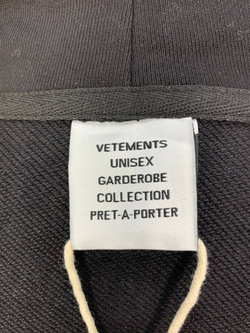 VETEMENTS
UNISEX
GARDEROBE
COLLECTION
PRET-A-PORTER